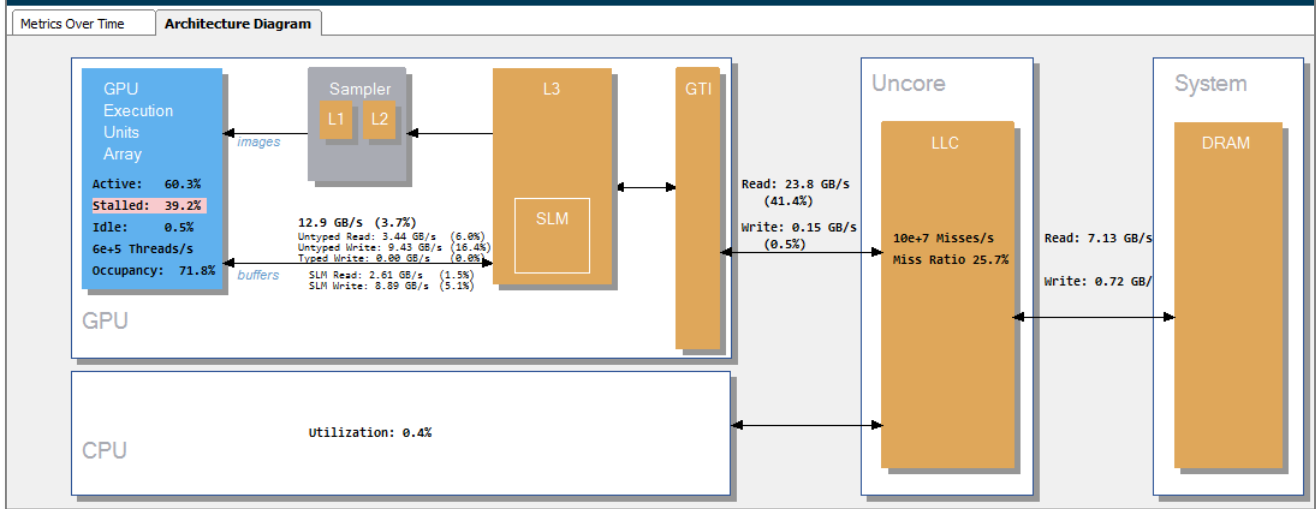 Metrics Over Time
Architecture Diagram
GPU
Execution
Units
Array
Active: 60.3%
Stalled: 39.2%
Idle: 0.5%
6e+5 Threads/s
Occupancy: 71.8%
images
buffers
Sampler
L1
L2
12.9 GB/s (3.7%)
Untyped Read: 3.44 GB/s (6.0%)
Untyped Write: 9.43 GB/s (16.4%)
Typed Write: 0.00 GB/s (0.0%)
SLM Read: 2.61 GB/s (1.5%)
SLM Write: 8.89 GB/s (5.1%)
L3
SLM
GTI
GPU
Read: 23.8 GB/s
(41.4%)
Write: 0.15 GB/s
(0.5%)
Uncore
LLC
10e+7 Misses/s
Miss Ratio 25.7%
Read: 7.13 GB/s
Write: 0.72 GB/
System
DRAM
Utilization: 0.4%
CPU